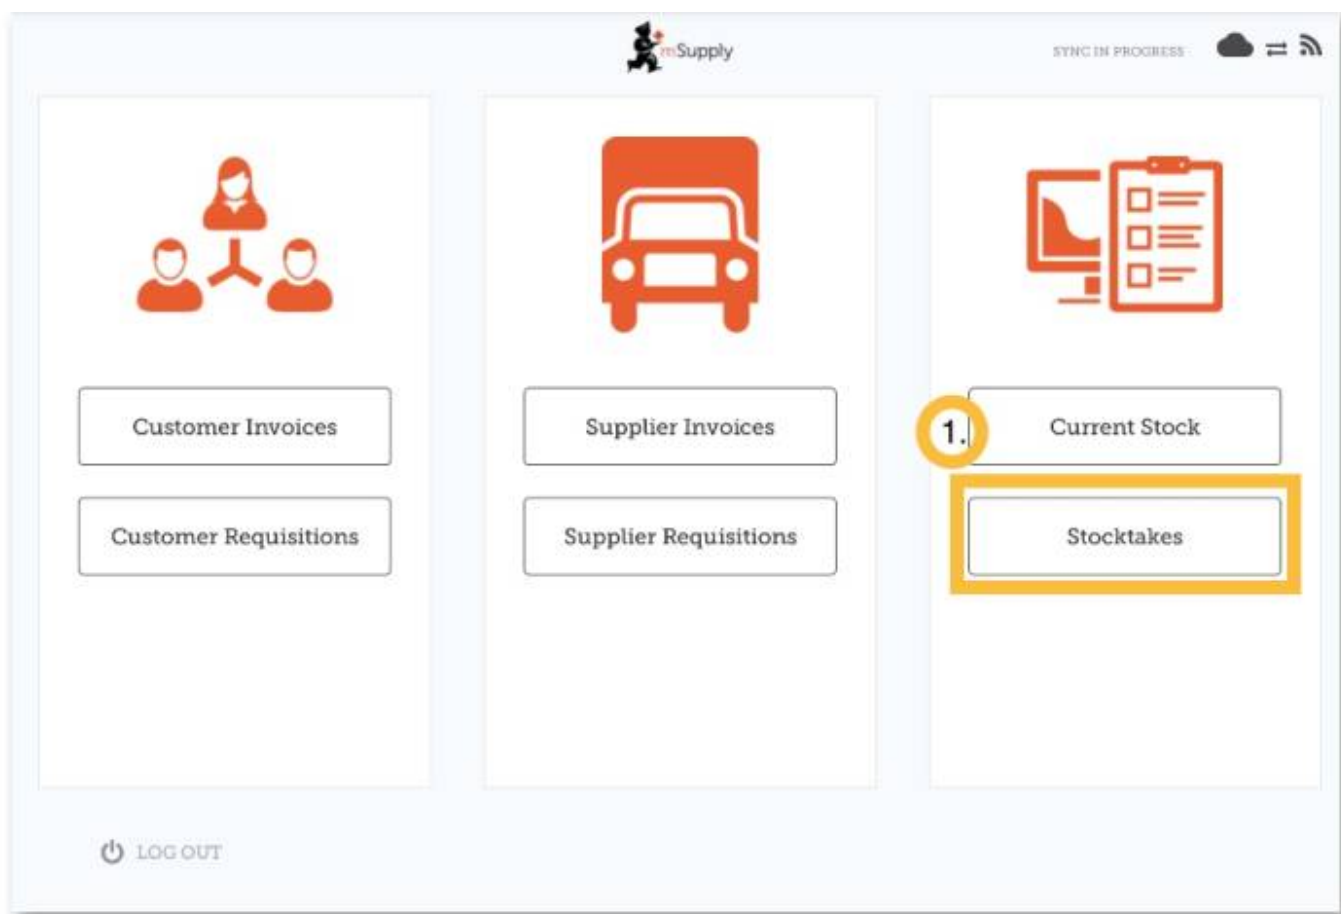 mSupply
SYNC IN PROGRESS
Customer Invoices
Customer Requisitions
Supplier Invoices
Supplier Requisitions
1.
Current Stock
Stocktakes
LOG OUT